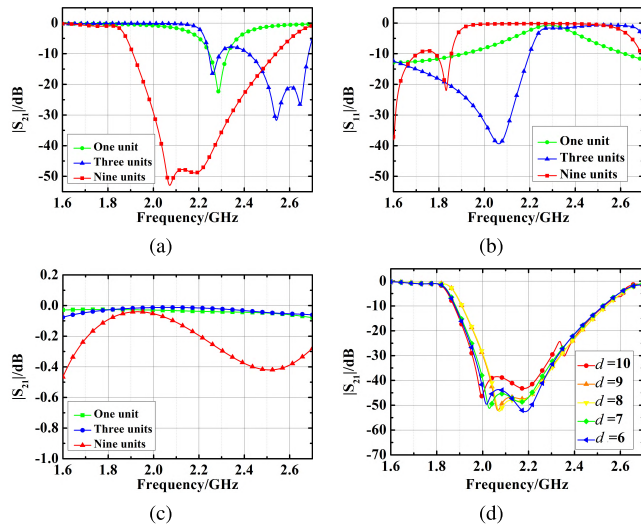 0
-10
-20
-30
-40
-50
|S21|/dB
One unit
Three units
Nine units
1.6 1.8 2.0 2.2 2.4 2.6
Frequency/GHz
(a)
10
0
-10
-20
-30
-40
-50
|S11|/dB
One unit
Three units
Nine units
1.6 1.8 2.0 2.2 2.4 2.6
Frequency/GHz
(b)
0.2
0.0
-0.2
-0.4
-0.6
-0.8
-1.0
|S21|/dB
One unit
Three units
Nine units
1.6 1.8 2.0 2.2 2.4 2.6
Frequency/GHz
(c)
0
-10
-20
-30
-40
-50
-60
-70
|S21|/dB
d =10
d =9
d =8
d =7
d =6
1.6 1.8 2.0 2.2 2.4 2.6
Frequency/GHz
(d)